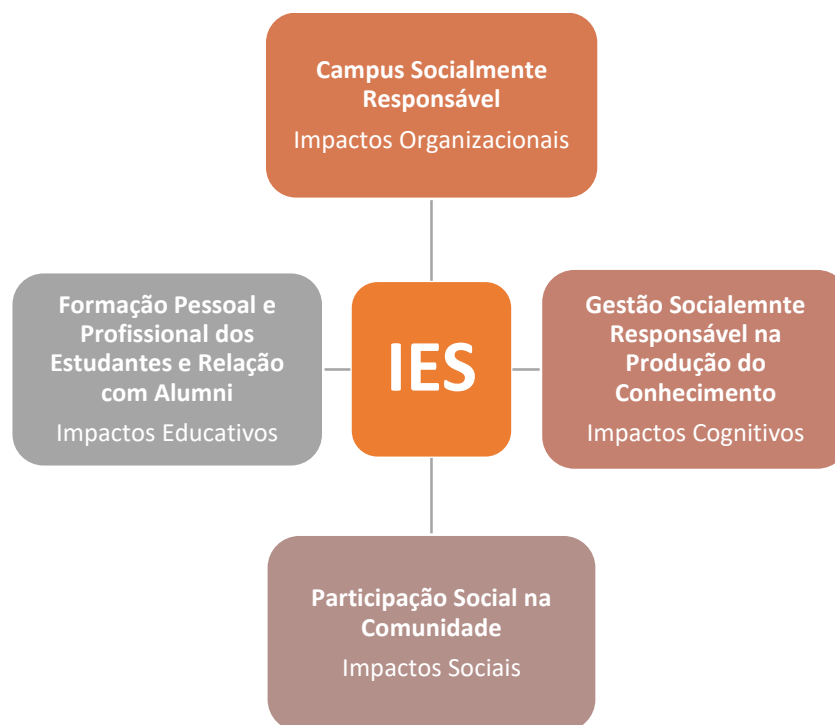 Campus Socialmente
Responsável
Impactos Organizacionais
Formação Pessoal e
Profissional dos
Estudantes e Relação
com Alumni
Impactos Educativos
IES
Gestão Socialemnte
Responsável na
Produção do
Conhecimento
Impactos Cognitivos
Participação Social na
Comunidade
Impactos Sociais